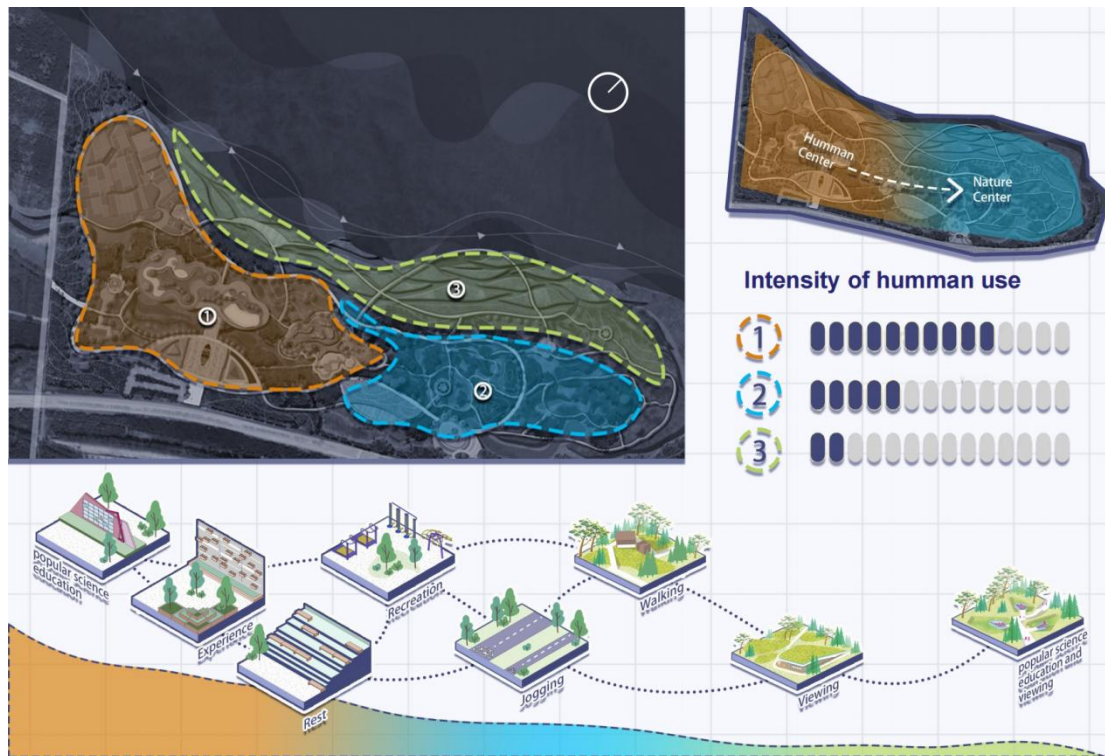 ①
③
②
Humman
Center
Nature
Center
Intensity of humman use
1
2
3
popular science
education
Experience
Rest
Recreation
Jogging
Walking
Viewing
popular science
education and
viewing